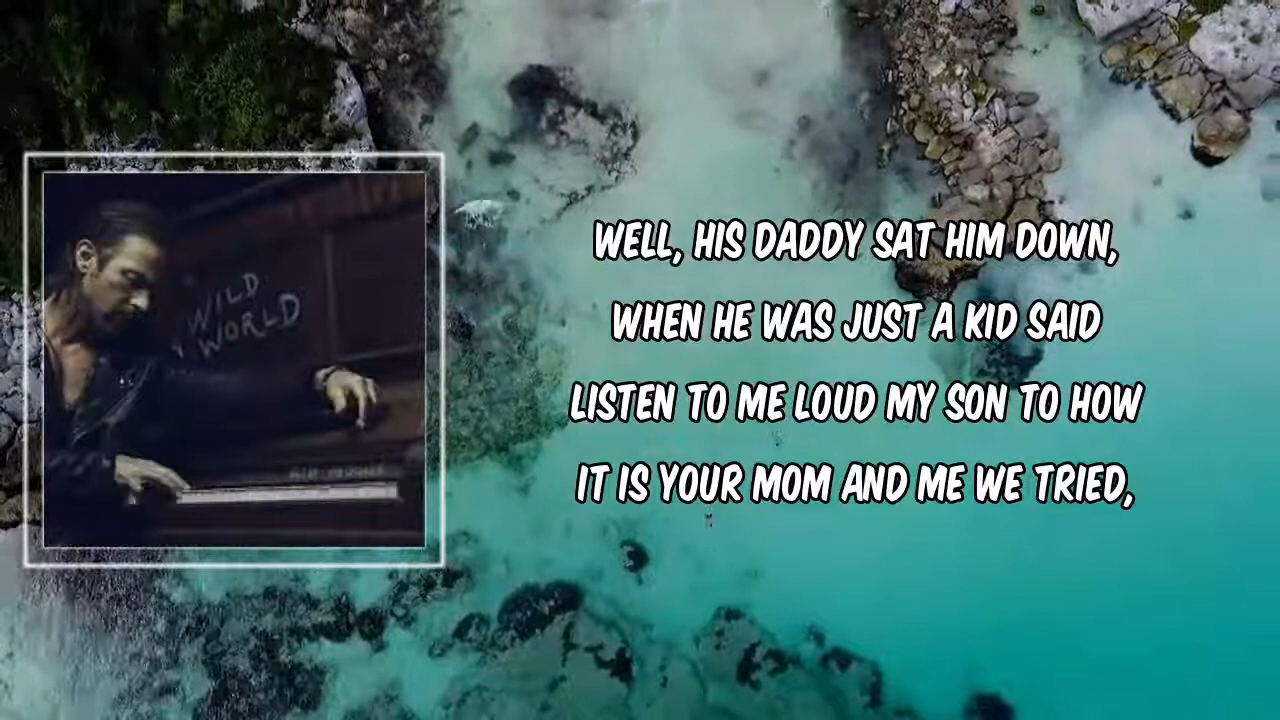 WILD
WORLD
WELL, HIS DADDY SAT HIM DOWN,
WHEN HE WAS JUST A KID SAID
LISTEN TO ME LOUD MY SON TO HOW
IT IS YOUR MOM AND ME WE TRIED,